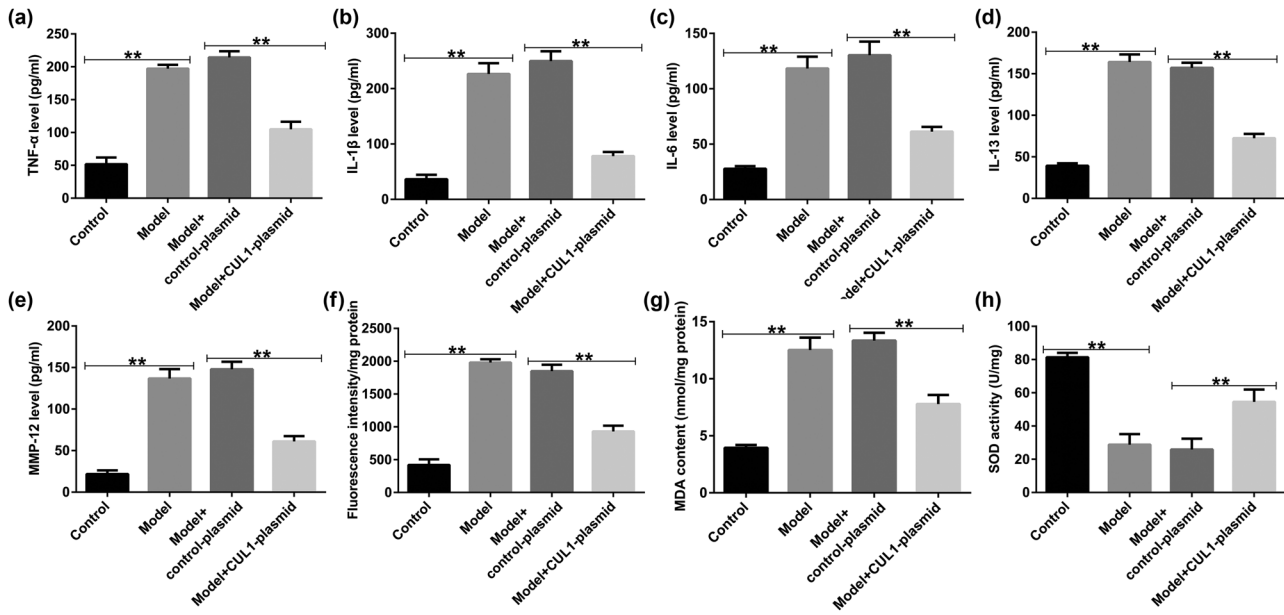 (a)
TNF-α level (pg/ml)
250
200
150
100
50
0
**
**
Control
Model
Model+
control-plasmid
Model+CUL1-plasmid
(b)
IL-1β level (pg/ml)
300
200
100
0
**
**
Control
Model
Model+
control-plasmid
Model+CUL1-plasmid
(c)
IL-6 level (pg/ml)
150
100
50
0
**
**
Control
Model
Model+
control-plasmid
odel+CUL1-plasmid
(d)
IL-13 level (pg/ml)
200
150
100
50
0
**
**
Control
Model
Model+
control-plasmid
Model+CUL1-plasmid
(e)
MMP-12 level (pg/ml)
200
150
100
50
0
**
**
Control
Model
Model+
control-plasmid
Model+CUL1-plasmid
(f)
Fluorescence intensity/mg protein
2500
2000
1500
1000
500
0
**
**
Control
Model
Model+
control-plasmid
Model+CUL1-plasmid
(g)
MDA content (nmol/mg protein)
15
10
5
0
**
**
Control
Model
Model+
control-plasmid
Model+CUL1-plasmid
(h)
SOD activity (U/mg)
100
80
60
40
20
0
**
**
Control
Model
Model+
control-plasmid
Model+CUL1-plasmid